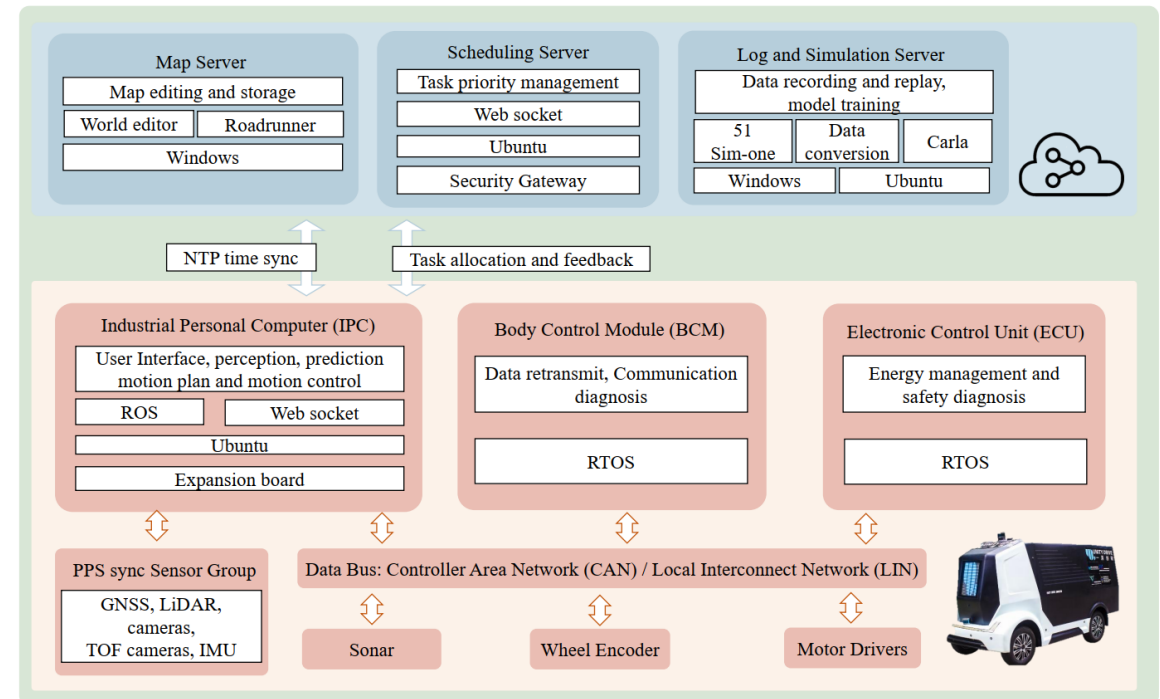 Map Server
Map editing and storage
World editor
Roadrunner
Windows
Scheduling Server
Task priority management
Web socket
Ubuntu
Security Gateway
Log and Simulation Server
Data recording and replay,
model training
51
Sim-one
Data
conversion
Carla
Windows
Ubuntu
NTP time sync
Task allocation and feedback
Industrial Personal Computer (IPC)
User Interface, perception, prediction
motion plan and motion control
ROS
Web socket
Ubuntu
Expansion board
Body Control Module (BCM)
Data retransmit, Communication
diagnosis
RTOS
Electronic Control Unit (ECU)
Energy management and
safety diagnosis
RTOS
PPS sync Sensor Group
GNSS, LiDAR,
cameras,
TOF cameras, IMU
Data Bus: Controller Area Network (CAN) / Local Interconnect Network (LIN)
Sonar
Wheel Encoder
Motor Drivers